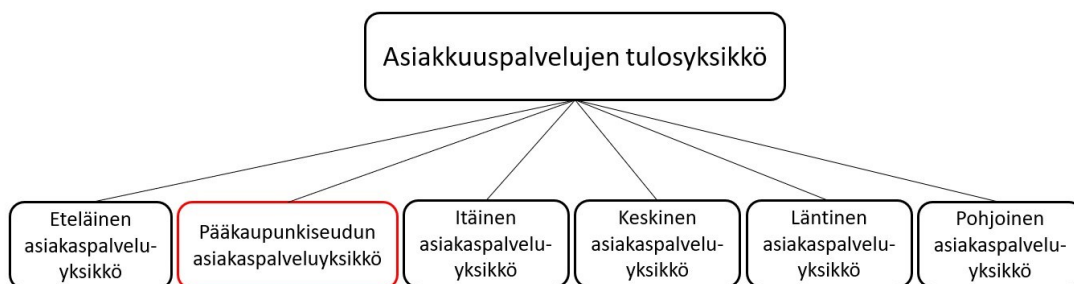 Asiakkuuspalvelujen tulosyksikkö
Eteläinen
asiakaspalvelu-
yksikkö
Pääkaupunkiseudun
asiakaspalveluyksikkö
Itäinen
asiakaspalvelu-
yksikkö
Keskinen
asiakaspalvelu-
yksikkö
Läntinen
asiakaspalvelu-
yksikkö
Pohjoinen
asiakaspalvelu-
yksikkö